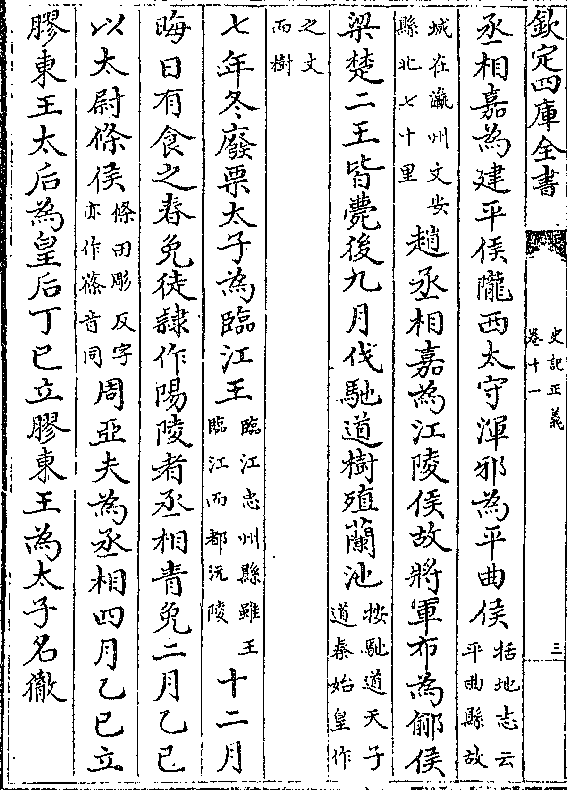 欽定四庫全書
史記正義
卷十一
三
丞相嘉為建平侯隴西太守渾邪為平曲侯括地志云平曲縣故
城在瀛州文安縣北七十里趙丞相嘉為江陵侯故將軍布為鄃侯
梁楚二王皆薨後九月伐馳道樹殖蘭池按馳道天子道秦始皇作
之丈而樹
七年冬廢栗太子為臨江王臨江忠州縣雖王臨江而都沅陵十二月
晦日有食之春免徒隸作陽陵者丞相青免二月乙巳
以太尉條侯條田彫反字亦作蓧音同周亞夫為丞相四月乙巳立
膠東王太后為皇后丁巳立膠東王為太子名徹